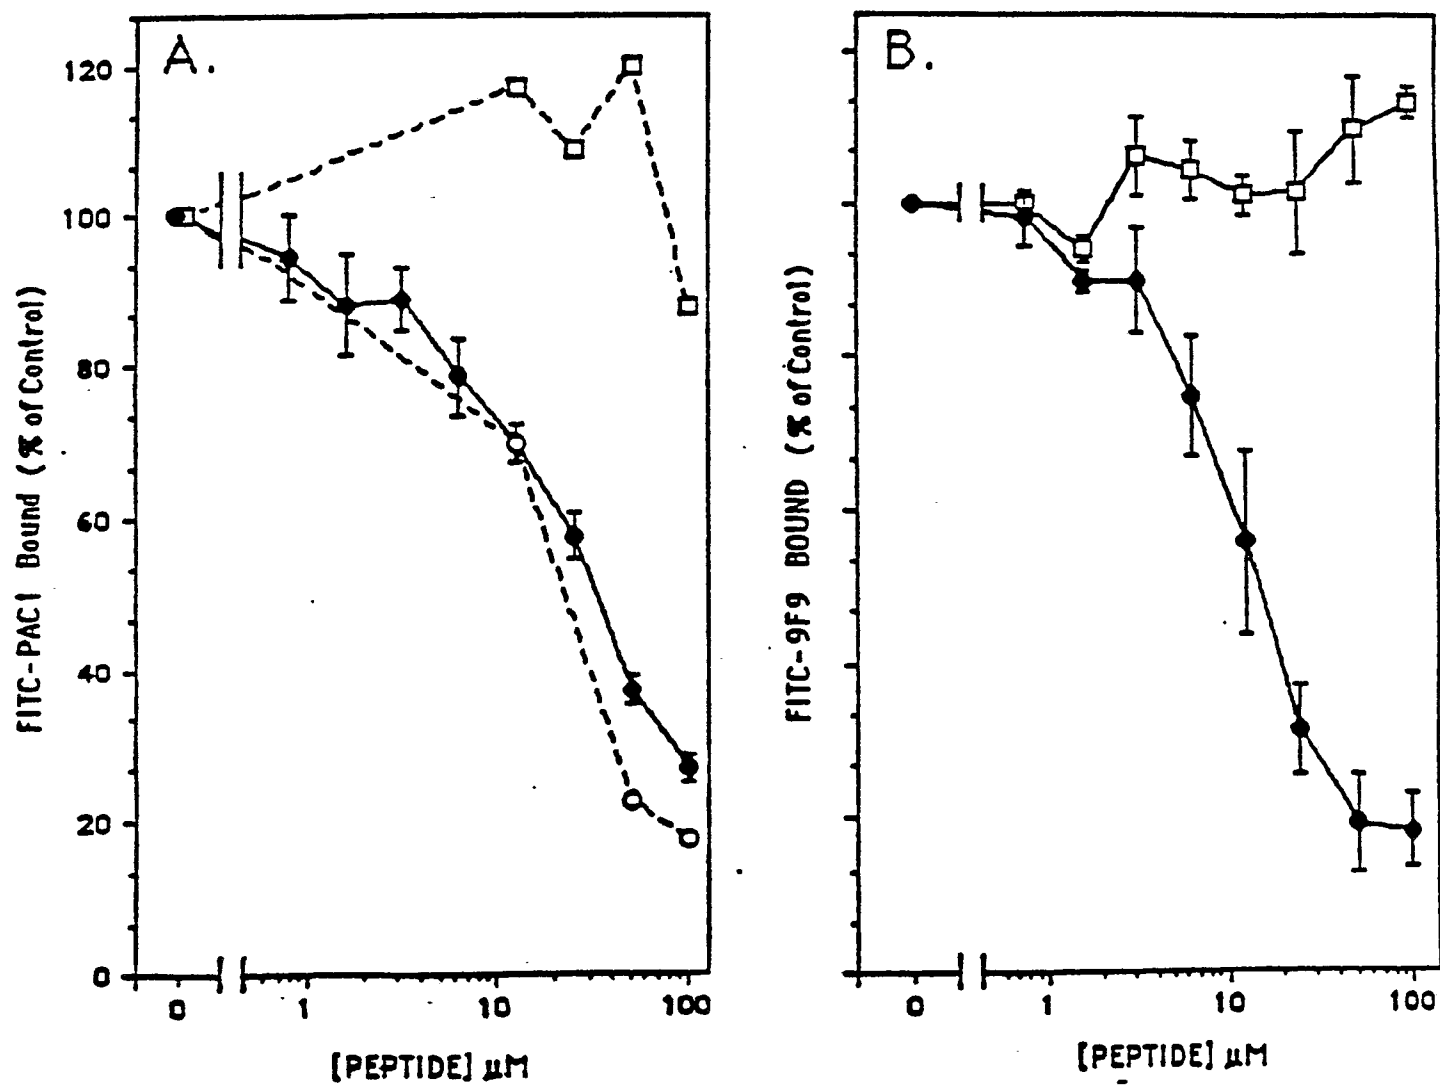 A.
120
100
80
60
40
20
0
FITC-PAC1 Bound (% of Control)
0 1 10 100
[PEPTIDE] µM
B.
FITC-9F9 BOUND (% of Control)
0 1 10 100
[PEPTIDE] µM